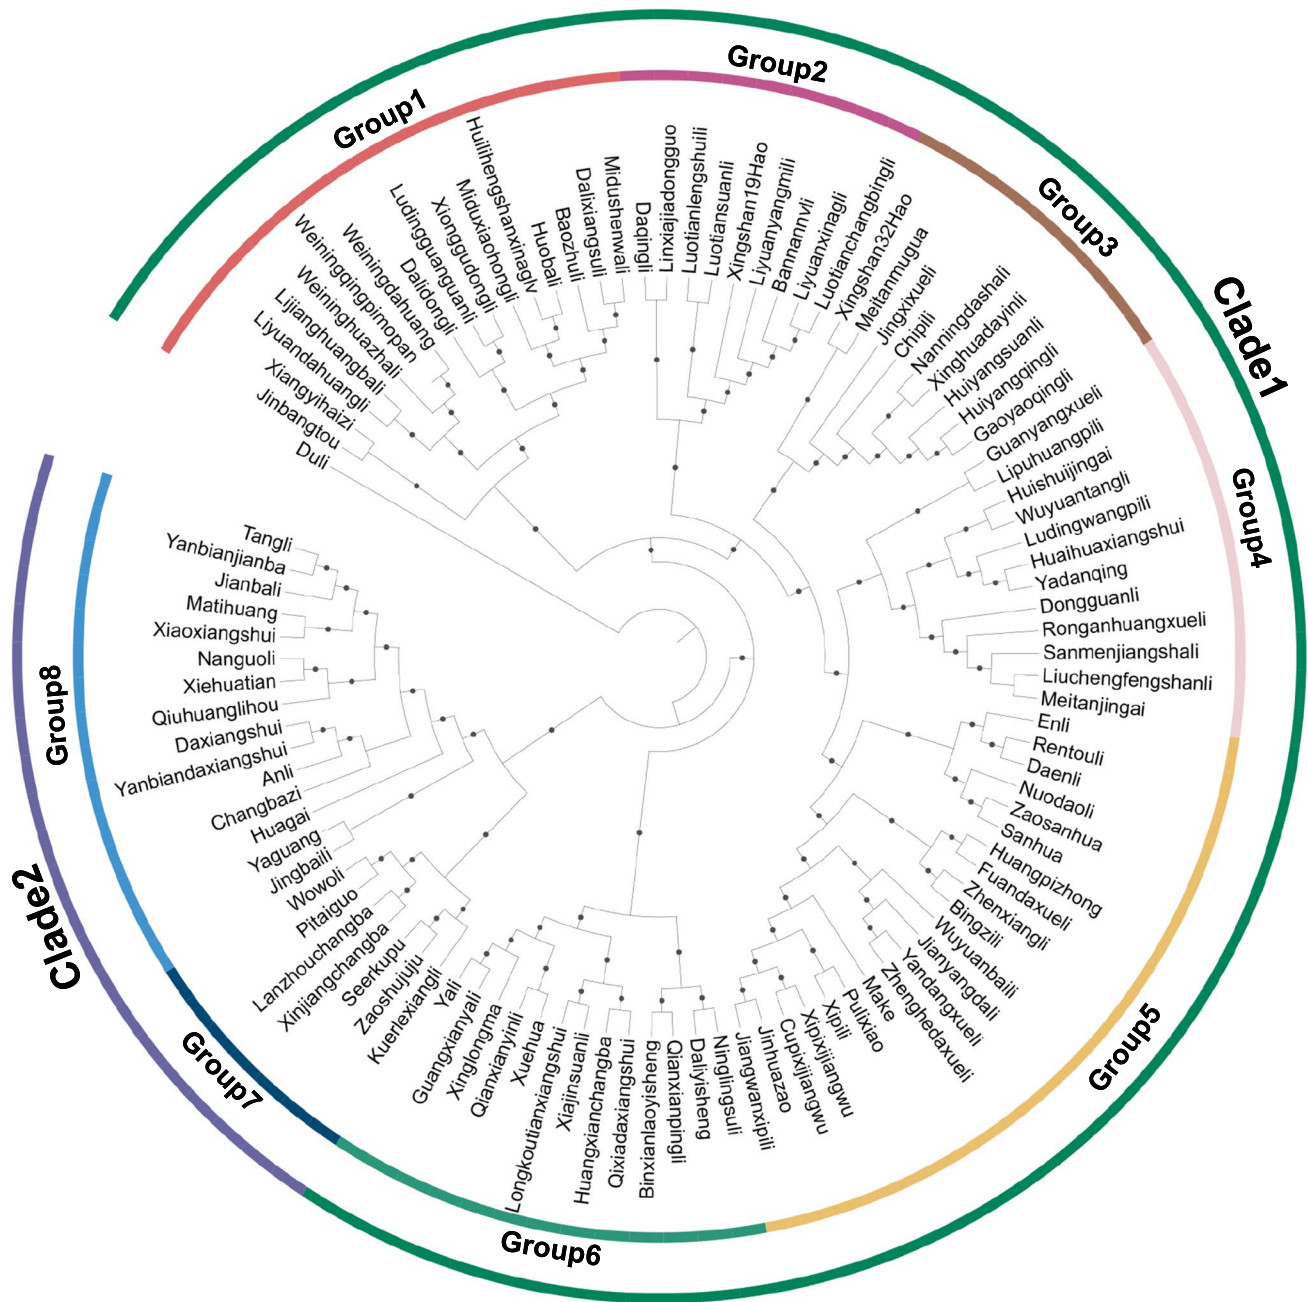 Clade1
Group1
Group2
Group3
Group4
Group5
Group6
Clade2
Group7
Group8
Duli
Jinbangtou
Xiangyihaizi
Liyuandahuangli
Lijianghuangbali
Weininghuazhali
Weiningqingpimopan
Weiningdahuang
Dalidongli
Ludingguanguanli
Xionggudongli
Miduxiaohongli
Huilihengshanxinaglv
Huobali
Baozhuli
Dalixiangsuli
Midushenwali
Daqingli
Linxiajiadongguo
Luotianlengshuili
Luotiansuanli
Xingshan19Hao
Liyuanyangmili
Bannannvli
Liyuanxinagli
Luotianchangbingli
Xingshan32Hao
Meitanmugua
Jingxixueli
Chipili
Nanningdashali
Xinghuadayinli
Huiyangsuanli
Huiyangqingli
Gaoyaoqingli
Guanyangxueli
Lipuhuangpili
Huishuijingai
Wuyuantangli
Ludingwangpili
Huaihuaxiangshui
Yadanqing
Dongguanli
Ronganhuangxueli
Sanmenjiangshali
Liuchengfengshanli
Meitanjingai
Enli
Rentouli
Daenli
Nuodaoli
Zaosanhua
Sanhua
Huangpizhong
Fuandaxueli
Zhenxiangli
Bingzili
Wuyuanbaili
Jianyangdali
Yandangxueli
Zhenghedaxueli
Make
Pulixiao
Xipili
Xipixijiangwu
Cupixijiangwu
Jinhuazao
Jiangwanxipili
Ninglingsuli
Daliyisheng
Qianxianpingli
Binxianlaoyisheng
Qixiadaxiangshui
Huangxianchangba
Xiajinsuanli
Longkoutianxiangshui
Xuehua
Qianxianyinli
Xinglongma
Guangxianyali
Yali
Kuerlexiangli
Zaoshujuju
Seerkupu
Xinjiangchangba
Lanzhouchangba
Pitaiguo
Wowoli
Jingbaili
Yaguang
Huagai
Changbazi
Anli
Yanbiandaxiangshui
Daxiangshui
Qiuhuanglihou
Xiehuatian
Nanguoli
Xiaoxiangshui
Matihuang
Jianbali
Yanbianjianba
Tangli